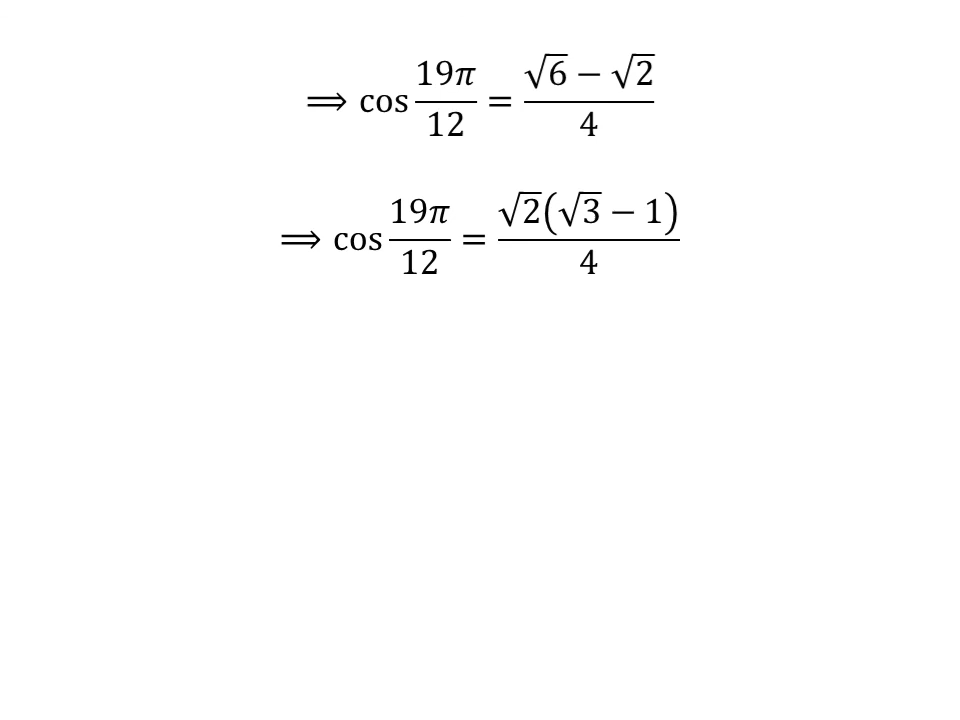 ⟹ cos 19π/12 = (√6 − √2)/4
⟹ cos 19π/12 = √2(√3 − 1)/4